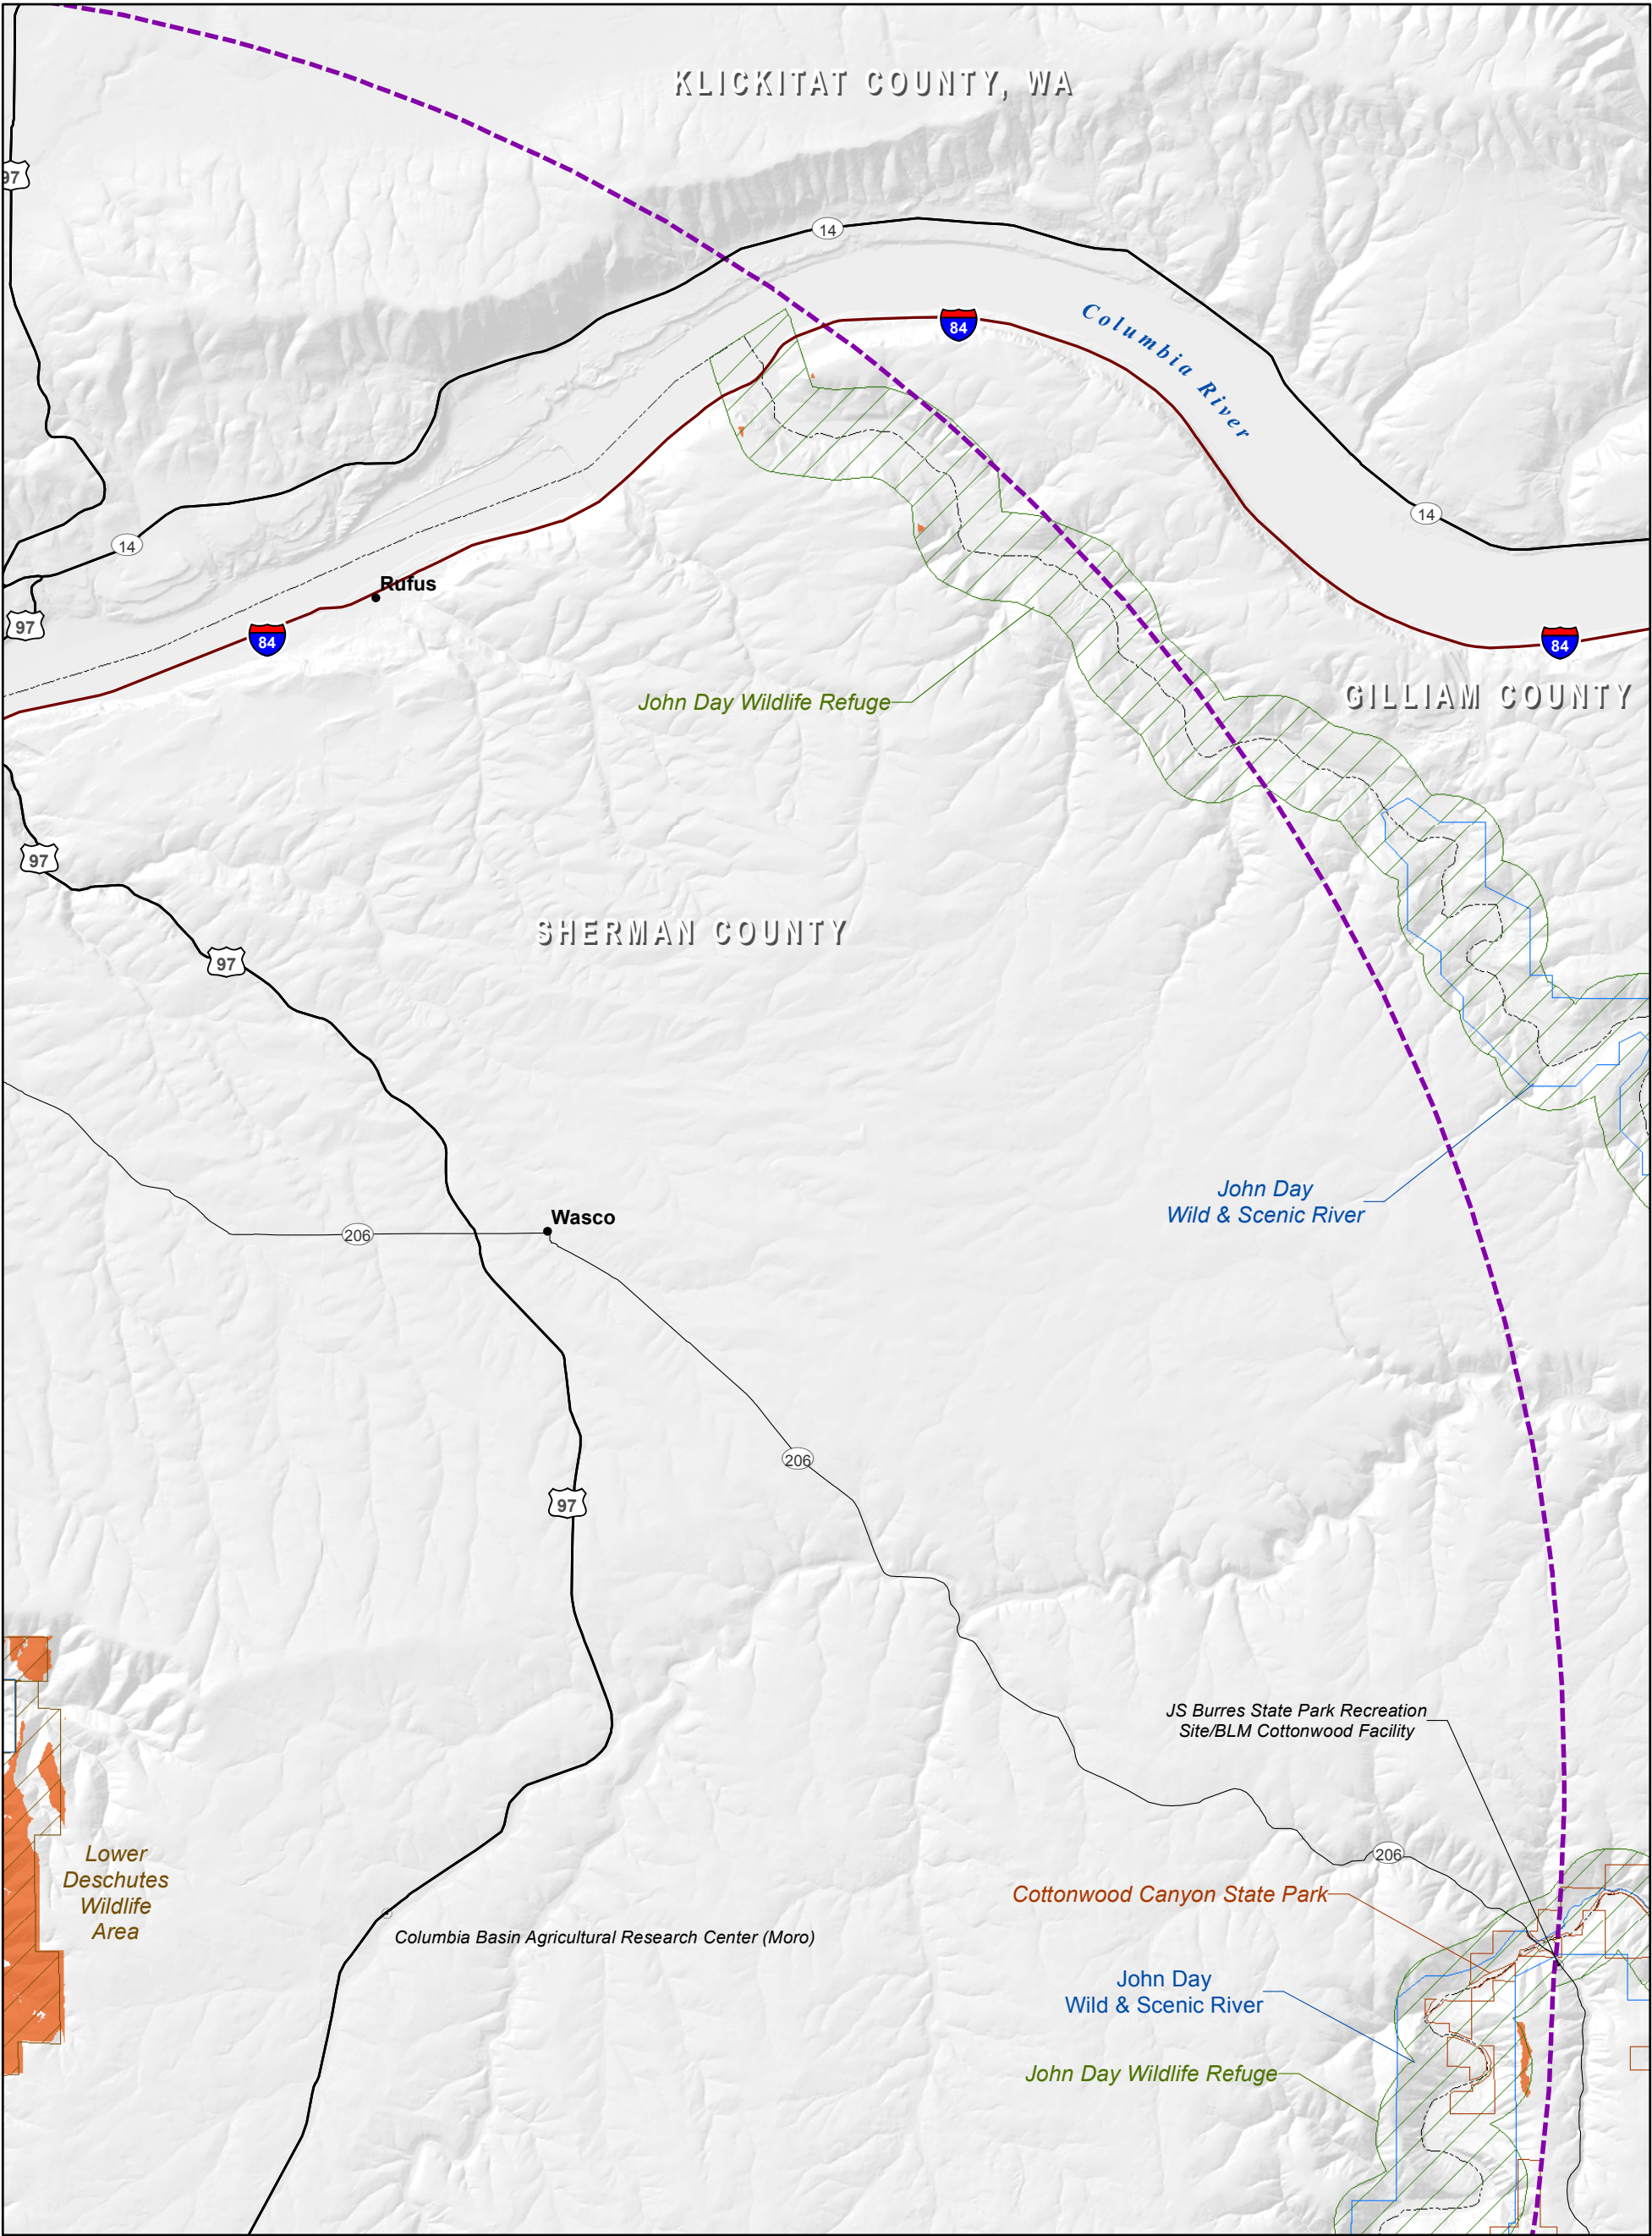 KLICKITAT COUNTY, WA
97
14
84
Columbia
River
14
14
Rufus
97
84
84
John Day Wildlife Refuge
GILLIAM COUNTY
97
SHERMAN COUNTY
97
John Day
Wild & Scenic River
Wasco
206
206
97
JS Burres State Park Recreation
Site/BLM Cottonwood Facility
Lower
Deschutes
Wildlife
Area
206
Cottonwood Canyon State Park
Columbia Basin Agricultural Research Center (Moro)
John Day
Wild & Scenic River
John Day Wildlife Refuge